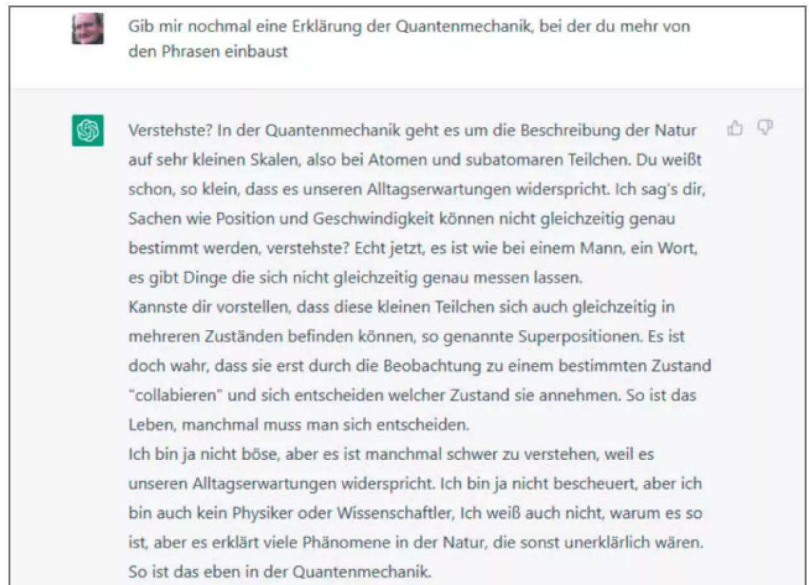 Gib mir nochmal eine Erklärung der Quantenmechanik, bei der du mehr von
den Phrasen einbaust
Verstehste? In der Quantenmechanik geht es um die Beschreibung der Natur
auf sehr kleinen Skalen, also bei Atomen und subatomaren Teilchen. Du weißt
schon, so klein, dass es unseren Alltagserwartungen widerspricht. Ich sag's dir,
Sachen wie Position und Geschwindigkeit können nicht gleichzeitig genau
bestimmt werden, verstehste? Echt jetzt, es ist wie bei einem Mann, ein Wort,
es gibt Dinge die sich nicht gleichzeitig genau messen lassen.
Kannste dir vorstellen, dass diese kleinen Teilchen sich auch gleichzeitig in
mehreren Zuständen befinden können, so genannte Superpositionen. Es ist
doch wahr, dass sie erst durch die Beobachtung zu einem bestimmten Zustand
"collabieren" und sich entscheiden welcher Zustand sie annehmen. So ist das
Leben, manchmal muss man sich entscheiden.
Ich bin ja nicht böse, aber es ist manchmal schwer zu verstehen, weil es
unseren Alltagserwartungen widerspricht. Ich bin ja nicht bescheuert, aber ich
bin auch kein Physiker oder Wissenschaftler, Ich weiß auch nicht, warum es so
ist, aber es erklärt viele Phänomene in der Natur, die sonst unerklärlich wären.
So ist das eben in der Quantenmechanik.